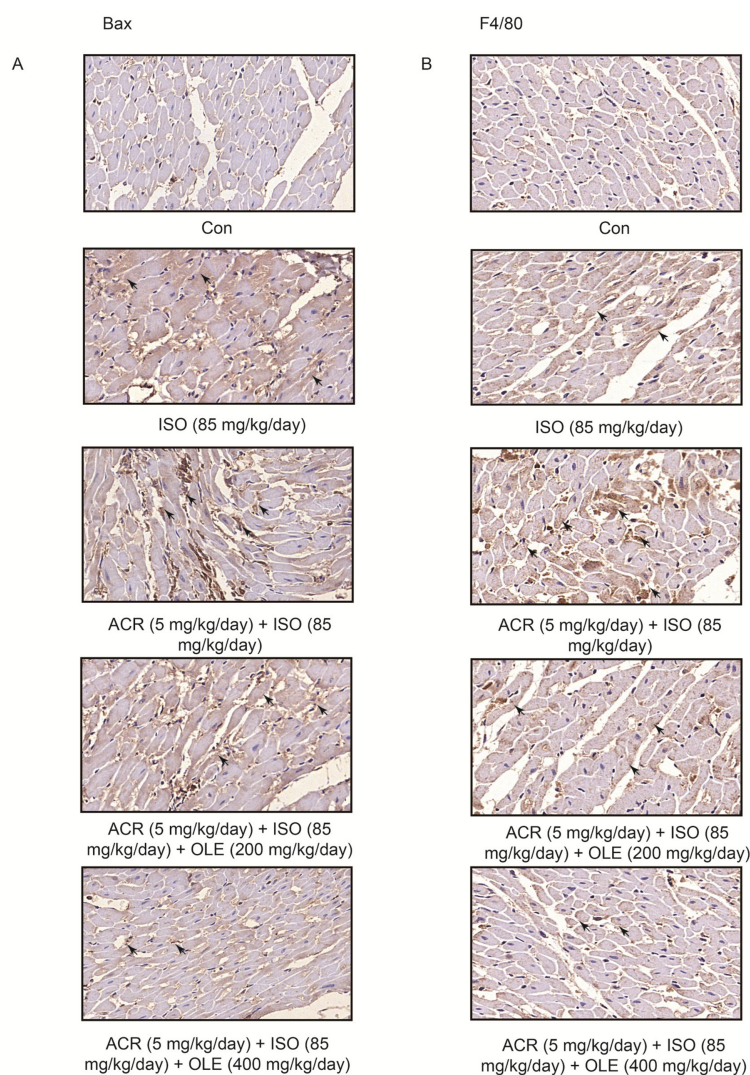 Bax
F4/80
A
B
Con
Con
ISO (85 mg/kg/day)
ISO (85 mg/kg/day)
ACR (5 mg/kg/day) + ISO (85
mg/kg/day)
ACR (5 mg/kg/day) + ISO (85
mg/kg/day)
ACR (5 mg/kg/day) + ISO (85
mg/kg/day) + OLE (200 mg/kg/day)
ACR (5 mg/kg/day) + ISO (85
mg/kg/day) + OLE (200 mg/kg/day)
ACR (5 mg/kg/day) + ISO (85
mg/kg/day) + OLE (400 mg/kg/day)
ACR (5 mg/kg/day) + ISO (85
mg/kg/day) + OLE (400 mg/kg/day)